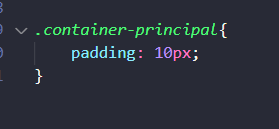 .container-principal{
padding: 10px;
}